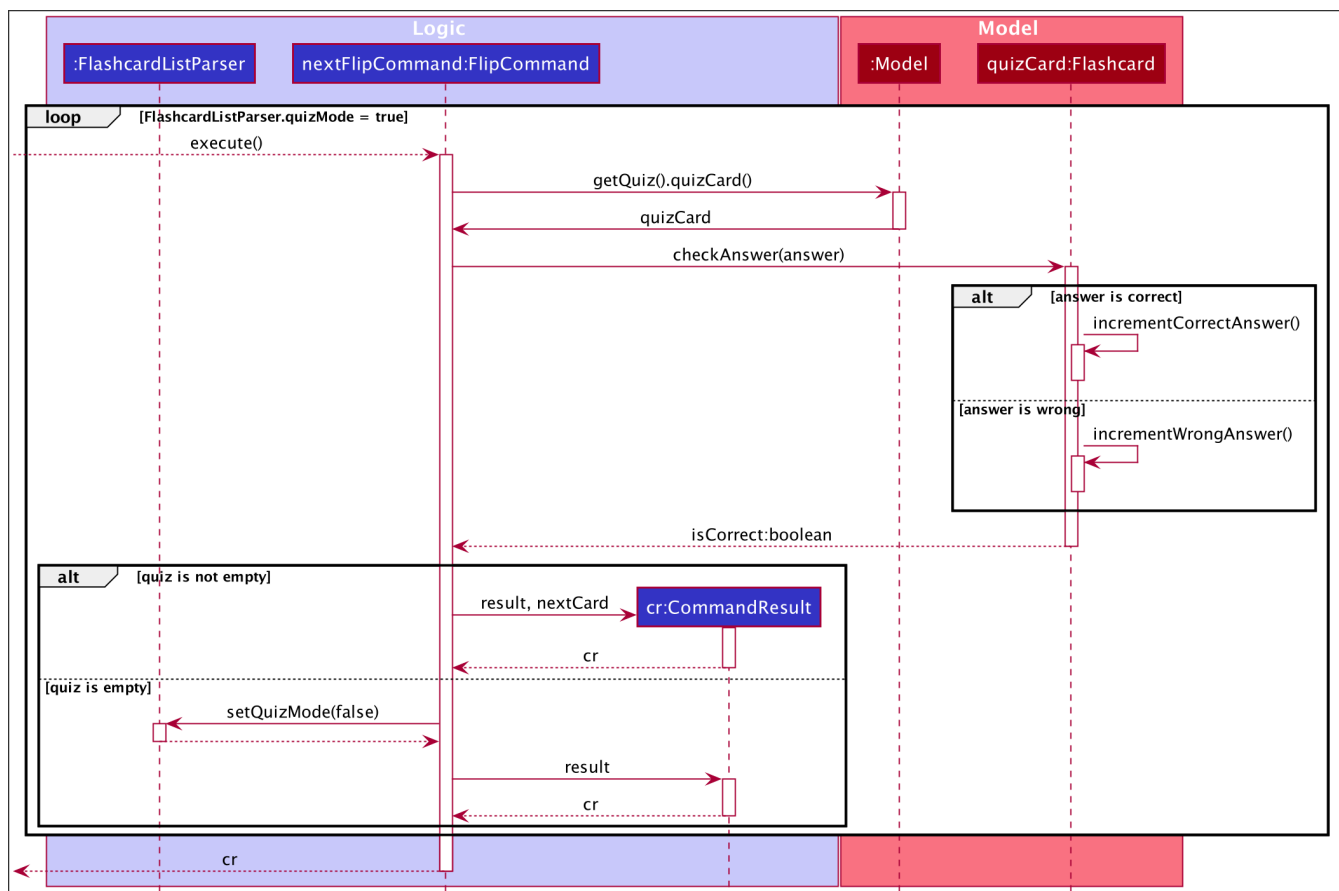 Logic
Model
:FlashcardListParser
nextFlipCommand:FlipCommand
:Model
quizCard:Flashcard
loop
[FlashcardListParser.quizMode = true]
execute()
getQuiz().quizCard()
quizCard
checkAnswer(answer)
alt
[answer is correct]
incrementCorrectAnswer()
[answer is wrong]
incrementWrongAnswer()
isCorrect:boolean
alt
[quiz is not empty]
result, nextCard
cr:CommandResult
cr
[quiz is empty]
setQuizMode(false)
result
cr
cr